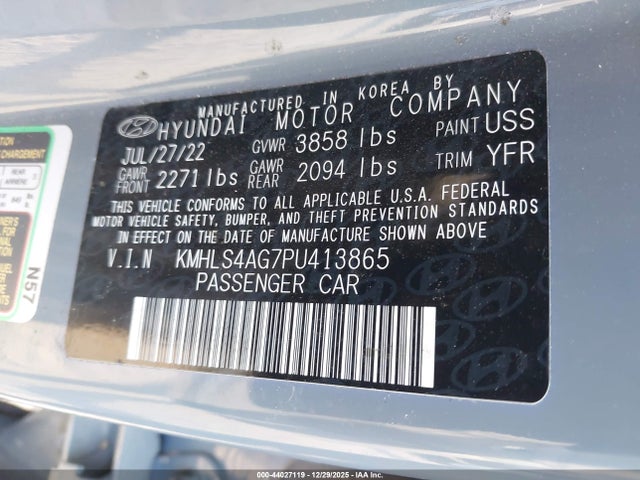 MANUFACTURED IN KOREA BY
HYUNDAI MOTOR COMPANY
JUL/27/22 GVWR 3858 lbs PAINT USS
GAWR FRONT 2271 lbs GAWR REAR 2094 lbs TRIM YFR
THIS VEHICLE CONFORMS TO ALL APPLICABLE U.S.A. FEDERAL
MOTOR VEHICLE SAFETY, BUMPER, AND THEFT PREVENTION STANDARDS
IN EFFECT ON THE DATE OF MANUFACTURE SHOWN ABOVE.
V.I.N KMHLS4AG7PU413865
PASSENGER CAR
N57
000-44027119 | 12/29/2025 - IAA Inc.